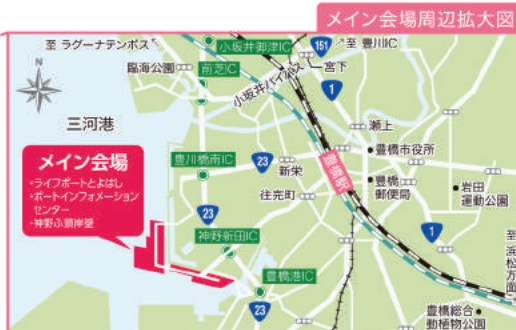 メイン会場周辺拡大図
至 ラグーナテンボス
小坂井御津IC
151
至 豊川IC
臨海公園
前芝IC
宮下
小坂井バイパス
1
N
三河港
瀬上
豊橋市役所
メイン会場
・ライフポートとよはし
・ポートインフォメーション
センター
・神野ふ頭岸壁
豊川橋南IC
23
新栄
豊橋駅
豊橋
郵便局
岩田
運動公園
往完町
23
神野新田IC
1
至 浜松方面
豊橋港IC
23
豊橋総合
動植物公園